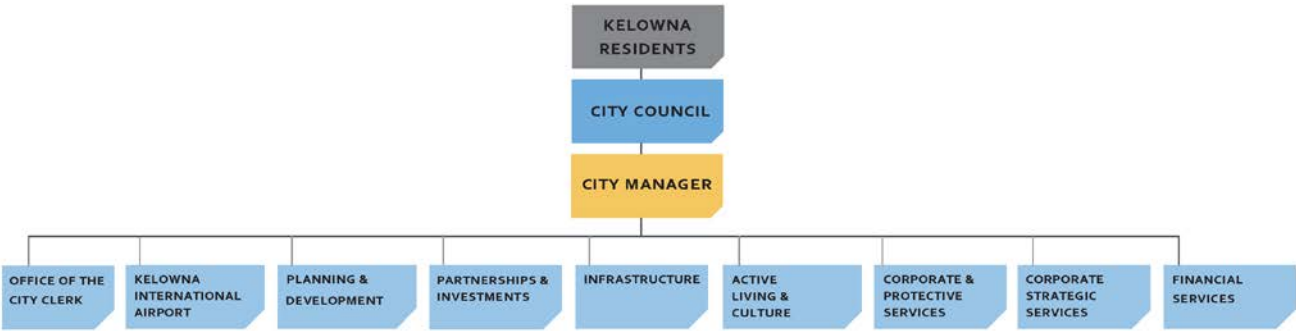 KELOWNA
RESIDENTS
CITY COUNCIL
CITY MANAGER
OFFICE OF THE
CITY CLERK
KELOWNA
INTERNATIONAL
AIRPORT
PLANNING &
DEVELOPMENT
PARTNERSHIPS &
INVESTMENTS
INFRASTRUCTURE
ACTIVE
LIVING &
CULTURE
CORPORATE &
PROTECTIVE
SERVICES
CORPORATE
STRATEGIC
SERVICES
FINANCIAL
SERVICES